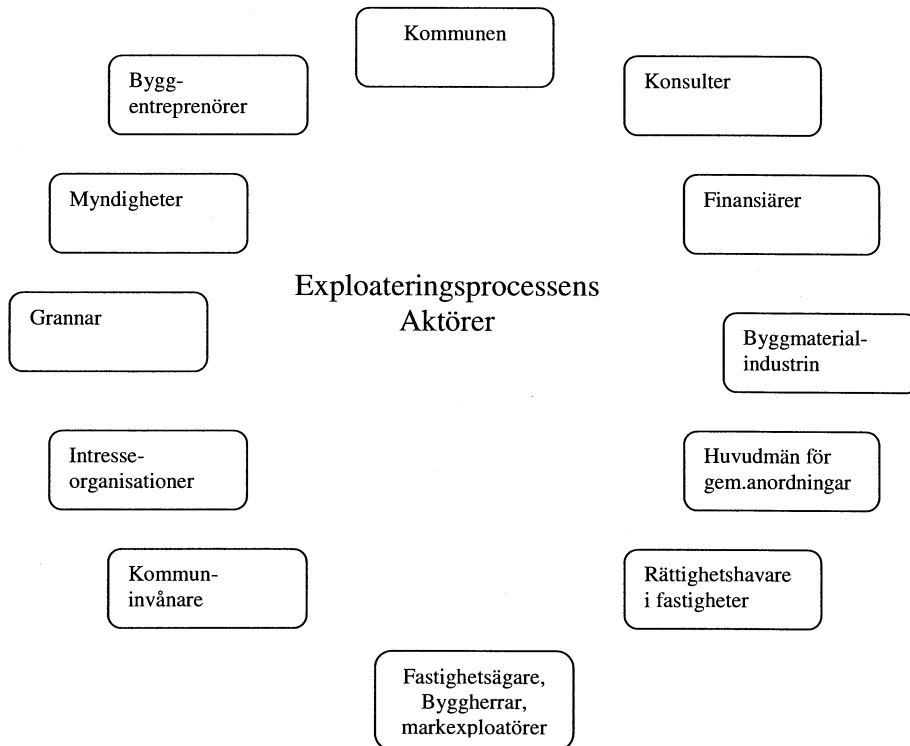 Kommunen
Bygg-
entreprenörer
Konsulter
Myndigheter
Finansiärer
Exploateringsprocessens
Aktörer
Grannar
Byggmaterial-
industrin
Intresse-
organisationer
Huvudmän för
gem.anordningar
Kommun-
invånare
Rättighetshavare
i fastigheter
Fastighetsägare,
Byggherrar,
markexploatörer